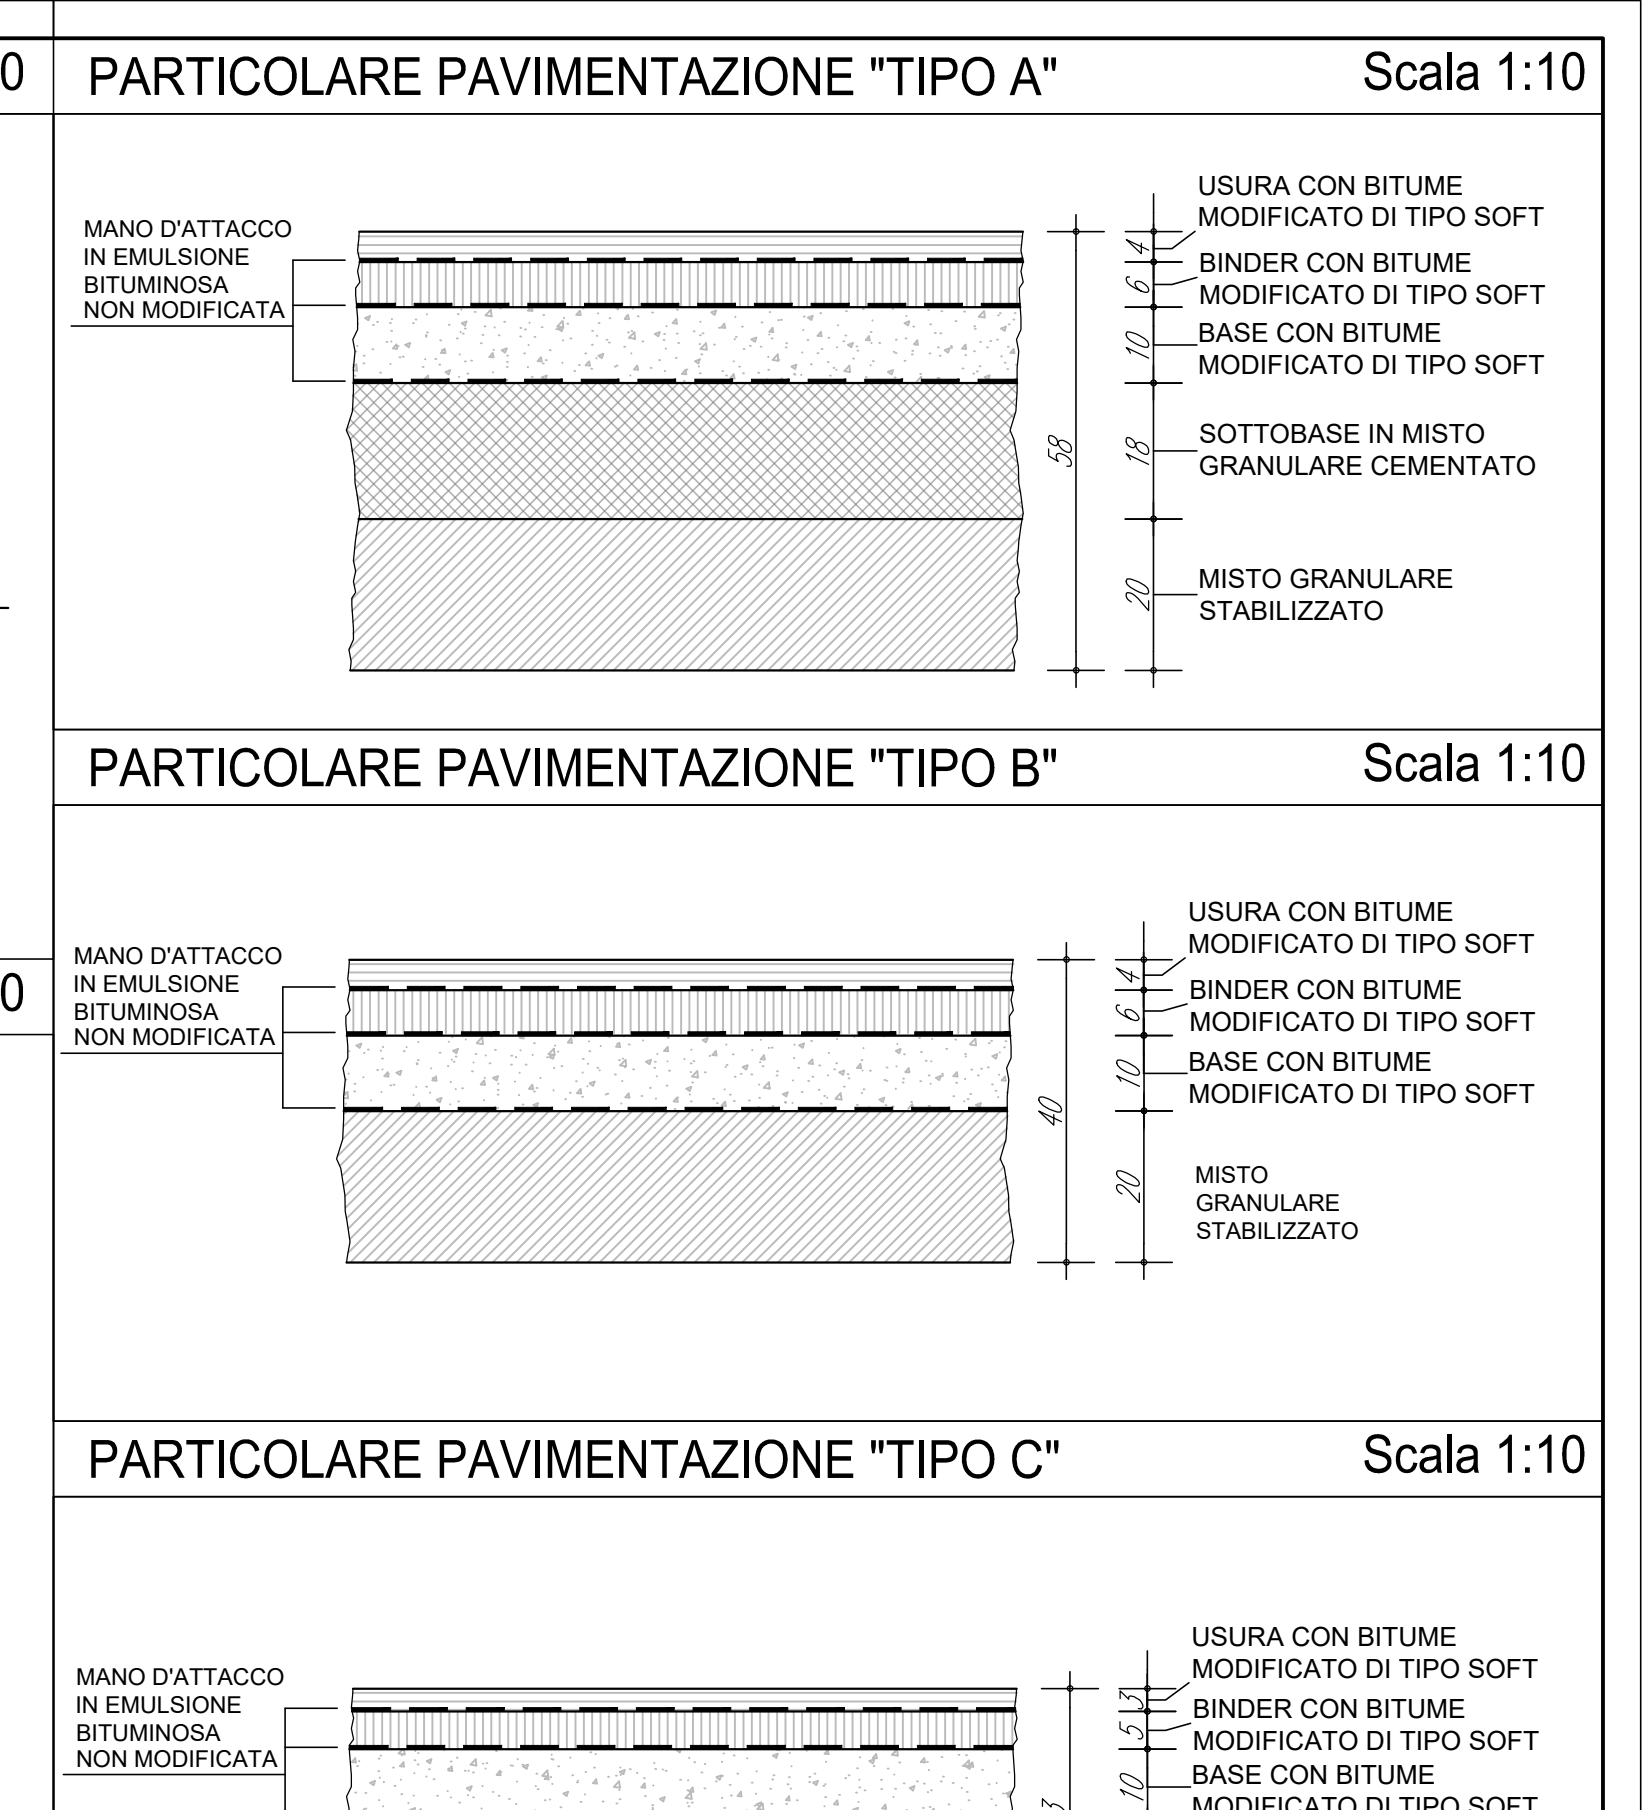 0
PARTICOLARE PAVIMENTAZIONE "TIPO A"
Scala 1:10
MANO D'ATTACCO
IN EMULSIONE
BITUMINOSA
NON MODIFICATA
58
4
6
10
18
20
USURA CON BITUME
MODIFICATO DI TIPO SOFT
BINDER CON BITUME
MODIFICATO DI TIPO SOFT
BASE CON BITUME
MODIFICATO DI TIPO SOFT
SOTTOBASE IN MISTO
GRANULARE CEMENTATO
MISTO GRANULARE
STABILIZZATO
PARTICOLARE PAVIMENTAZIONE "TIPO B"
Scala 1:10
0
MANO D'ATTACCO
IN EMULSIONE
BITUMINOSA
NON MODIFICATA
40
4
6
10
20
USURA CON BITUME
MODIFICATO DI TIPO SOFT
BINDER CON BITUME
MODIFICATO DI TIPO SOFT
BASE CON BITUME
MODIFICATO DI TIPO SOFT
MISTO
GRANULARE
STABILIZZATO
PARTICOLARE PAVIMENTAZIONE "TIPO C"
Scala 1:10
MANO D'ATTACCO
IN EMULSIONE
BITUMINOSA
NON MODIFICATA
3
5
10
USURA CON BITUME
MODIFICATO DI TIPO SOFT
BINDER CON BITUME
MODIFICATO DI TIPO SOFT
BASE CON BITUME
MODIFICATO DI TIPO SOFT